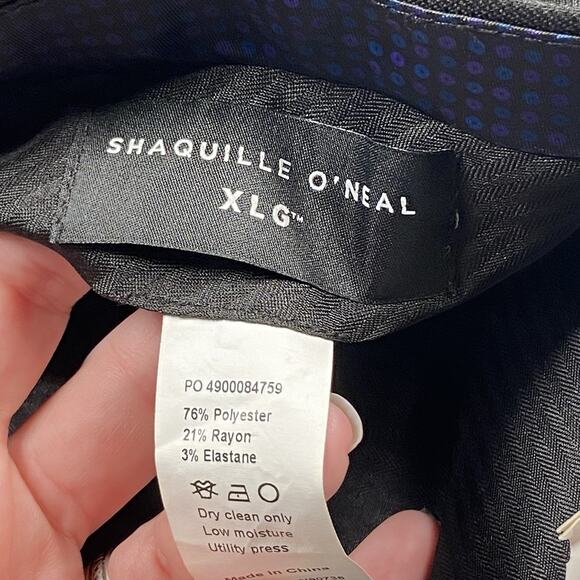 SHAQUILLE O'NEAL
XLG™
PO 4900084759
76% Polyester
21% Rayon
3% Elastane
Dry clean only
Low moisture
Utility press
Made in China